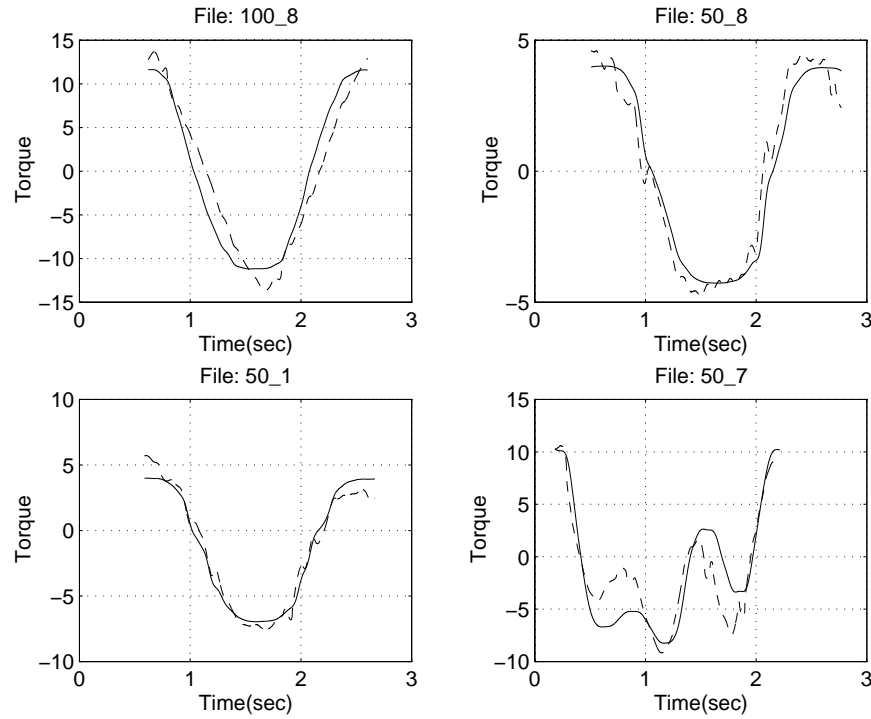 File: 100_8
15
10
5
0
−5
−10
−15
Torque
0 1 2 3
Time(sec)
File: 50_8
5
0
−5
Torque
0 1 2 3
Time(sec)
File: 50_1
10
5
0
−5
−10
Torque
0 1 2 3
Time(sec)
File: 50_7
15
10
5
0
−5
−10
Torque
0 1 2 3
Time(sec)